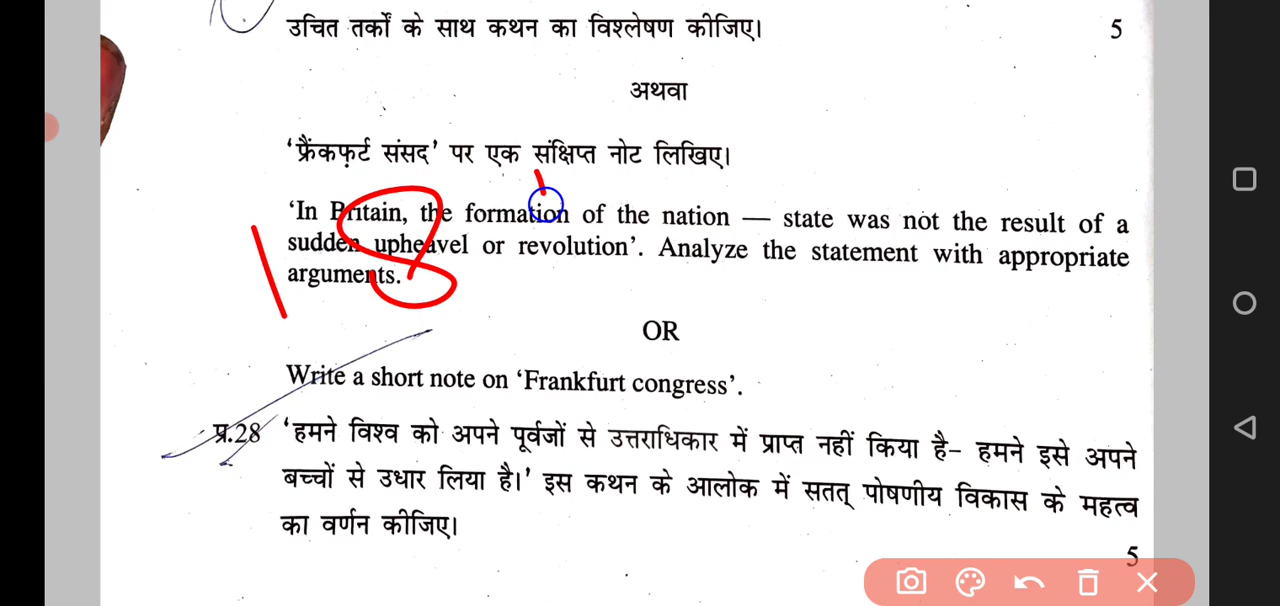 उचित तर्कों के साथ कथन का विश्लेषण कीजिए।
5
अथवा
'फ्रैंकफ़र्ट संसद' पर एक संक्षिप्त नोट लिखिए।
'In Britain, the formation of the nation — state was not the result of a
sudden upheavel or revolution'. Analyze the statement with appropriate
arguments.
18
OR
Write a short note on 'Frankfurt congress'.
प्र.28 'हमने विश्व को अपने पूर्वजों से उत्तराधिकार में प्राप्त नहीं किया है- हमने इसे अपने
बच्चों से उधार लिया है।' इस कथन के आलोक में सतत् पोषणीय विकास के महत्व
का वर्णन कीजिए।
5